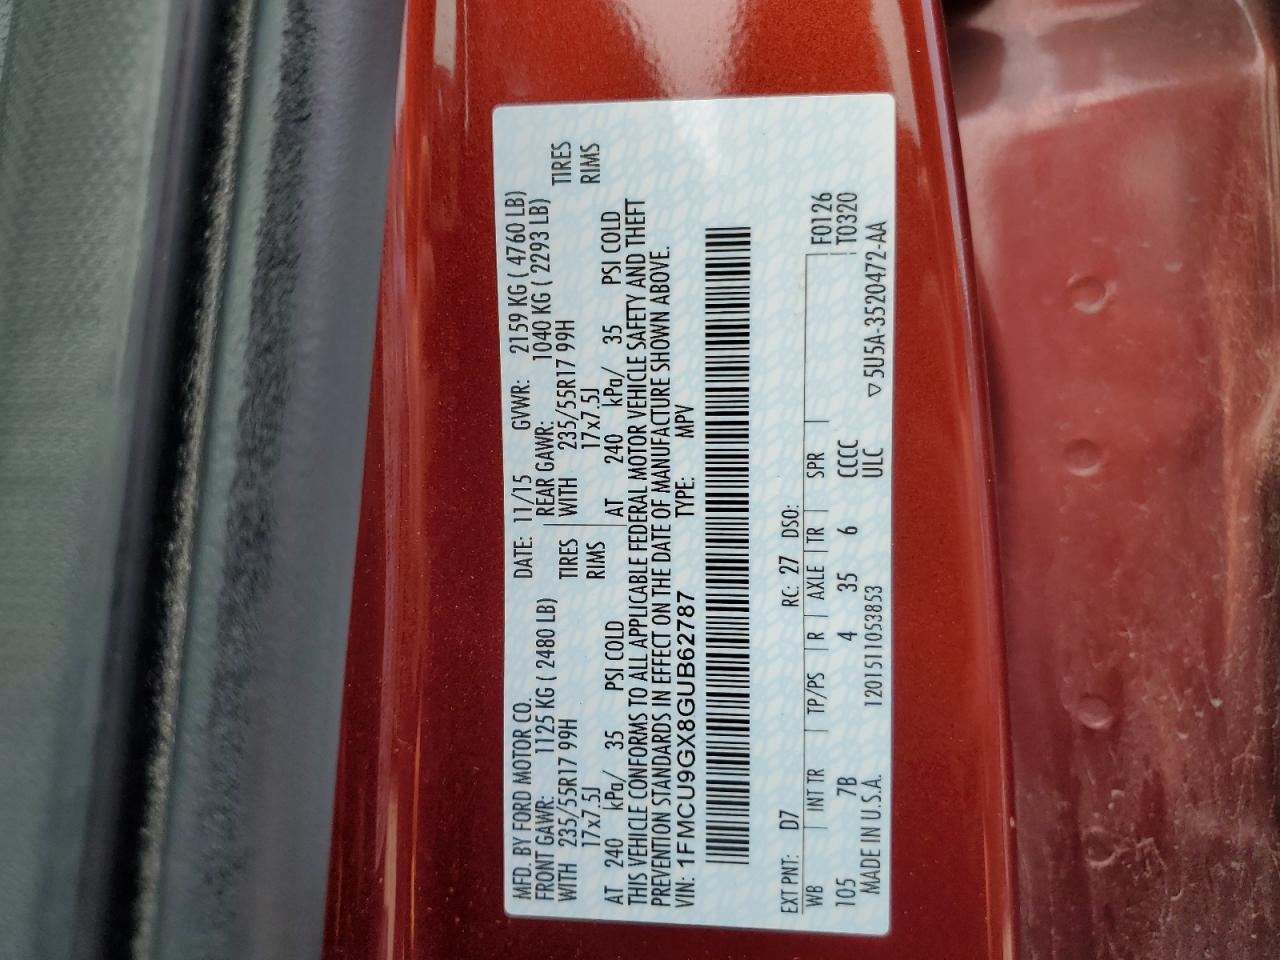 MFD. BY FORD MOTOR CO. DATE: 11/15 GVWR: 2159 KG ( 4760 LB)
FRONT GAWR: 1125 KG ( 2480 LB) REAR GAWR: 1040 KG ( 2293 LB)
WITH 235/55R17 99H TIRES WITH 235/55R17 99H TIRES
17x7.5J RIMS 17x7.5J RIMS
AT 240 kPa/ 35 PSI COLD AT 240 kPa/ 35 PSI COLD
THIS VEHICLE CONFORMS TO ALL APPLICABLE FEDERAL MOTOR VEHICLE SAFETY AND THEFT
PREVENTION STANDARDS IN EFFECT ON THE DATE OF MANUFACTURE SHOWN ABOVE.
VIN: 1FMCU9GX8GUB62787 TYPE: MPV
EXT PNT: D7 RC: 27 DSO:
WB INT TR TP/PS R AXLE TR SPR F0126
105 7B 4 35 6 CCCC T0320
MADE IN U.S.A. 120151105​3853 ULC ▽ 5U5A-3520472-AA